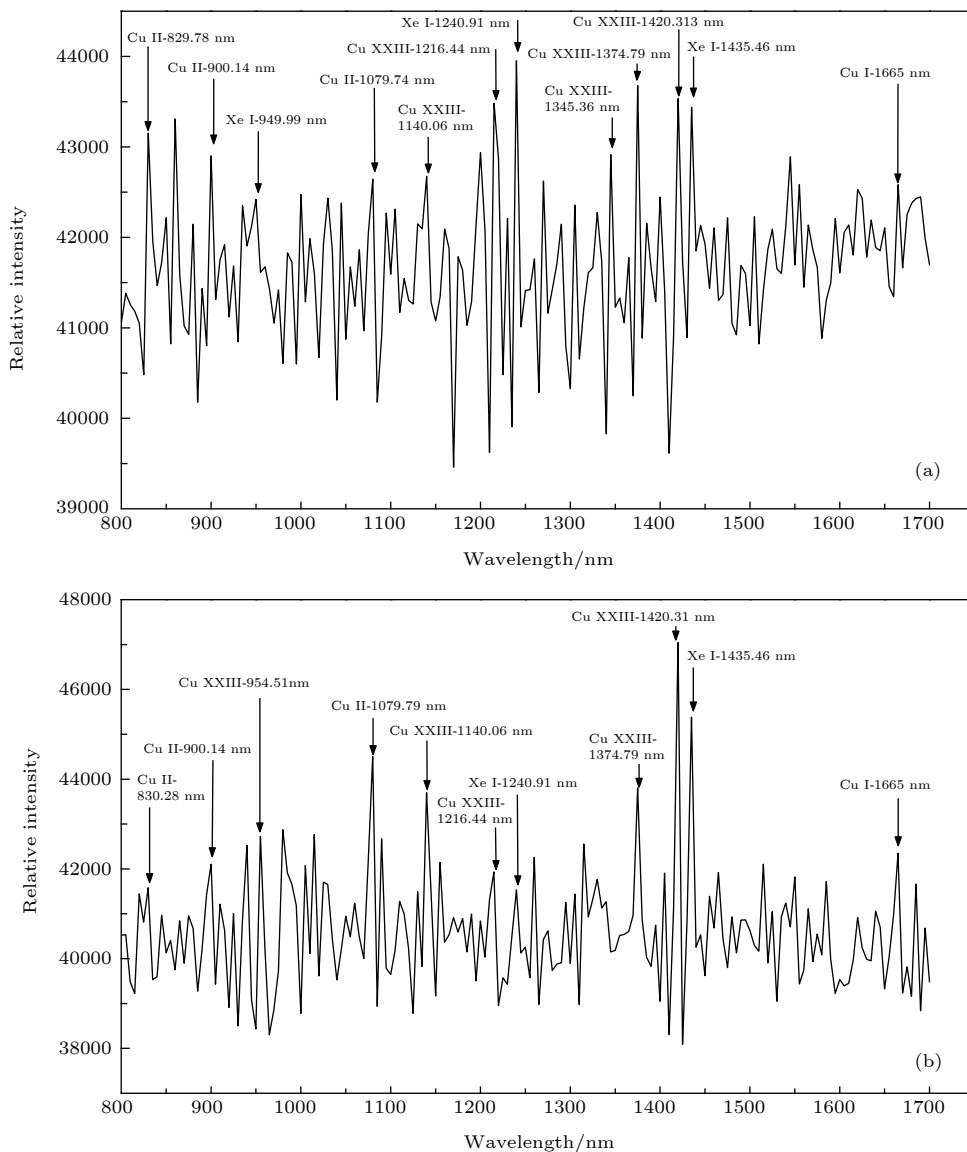 Xe I-1240.91 nm
Cu XXIII-1420.313 nm
Cu II-829.78 nm
Cu XXIII-1216.44 nm
Cu XXIII-1374.79 nm
Xe I-1435.46 nm
Cu II-900.14 nm
Cu II-1079.74 nm
Cu I-1665 nm
Xe I-949.99 nm
Cu XXIII-
1140.06 nm
Cu XXIII-
1345.36 nm
44000
43000
42000
41000
40000
39000
Relative intensity
(a)
800 900 1000 1100 1200 1300 1400 1500 1600 1700
Wavelength/nm
48000
46000
44000
42000
40000
38000
Relative intensity
Cu XXIII-1420.31 nm
Xe I-1435.46 nm
Cu XXIII-954.51nm
Cu II-1079.79 nm
Cu XXIII-1140.06 nm
Cu XXIII-
1374.79 nm
Cu II-900.14 nm
Cu II-
830.28 nm
Xe I-1240.91 nm
Cu I-1665 nm
Cu XXIII-
1216.44 nm
(b)
800 900 1000 1100 1200 1300 1400 1500 1600 1700
Wavelength/nm